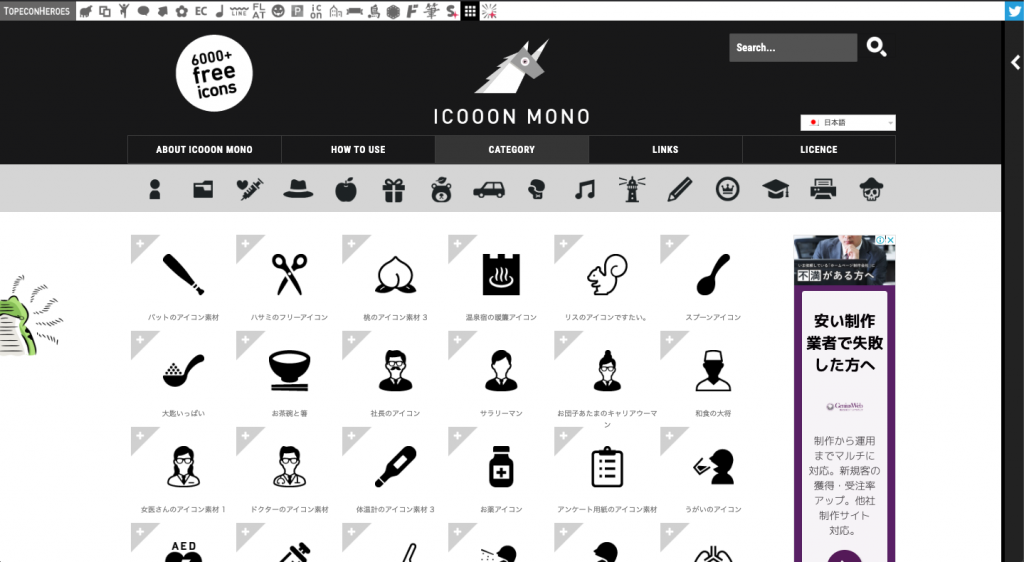 TOPECONHEROES
EC
LINE
FL
AT
P
ic
on
鳥
F
筆
S
6000+
free
icons
Search...
ICOOON MONO
日本語
ABOUT ICOOON MONO
HOW TO USE
CATEGORY
LINKS
LICENCE
バットのアイコン素材
ハサミのフリーアイコン
桃のアイコン素材 3
温泉宿の暖簾アイコン
リスのアイコンですたい。
スプーンアイコン
大匙いっぱい
お茶碗と箸
社長のアイコン
サラリーマン
お団子あたまのキャリアウーマ
ン
和食の大将
女医さんのアイコン素材 1
ドクターのアイコン素材
体温計のアイコン素材 3
お薬アイコン
アンケート用紙のアイコン素材
うがいのアイコン
AED
不満がある方へ
安い制作
業者で失敗
した方へ
GeniusWeb
制作から運用
までマルチに
対応。新規客の
獲得・受注率
アップ。他社
制作サイト
対応。